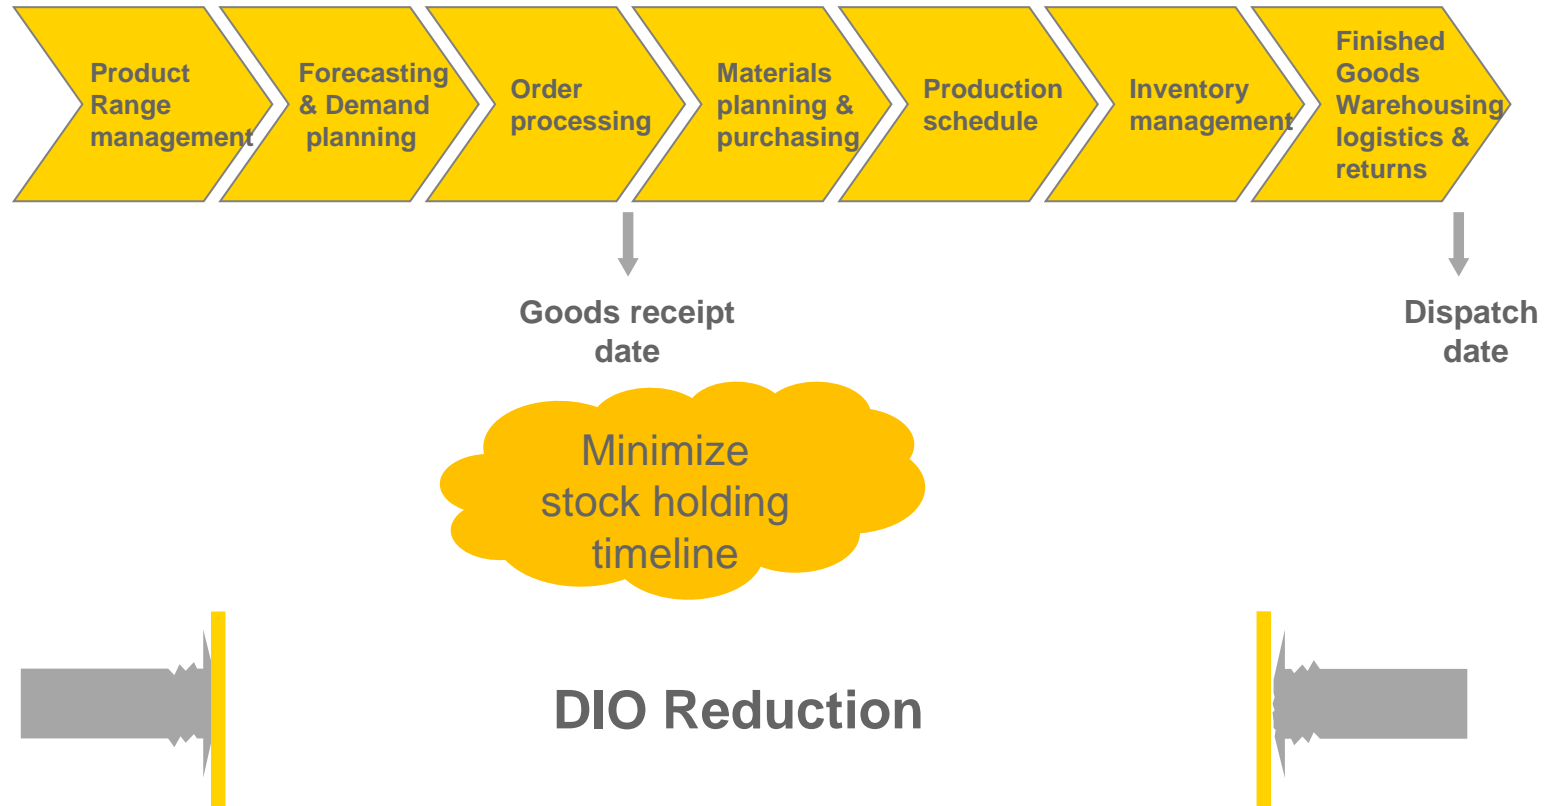 Product
Range
management
Forecasting
& Demand
planning
Order
processing
Materials
planning &
purchasing
Production
schedule
Inventory
management
Finished
Goods
Warehousing
logistics &
returns
Goods receipt
date
Dispatch
date
Minimize
stock holding
timeline
DIO Reduction